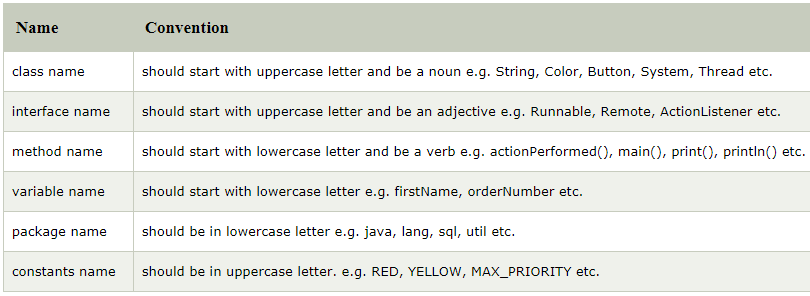 Name Convention
class name should start with uppercase letter and be a noun e.g. String, Color, Button, System, Thread etc.
interface name should start with uppercase letter and be an adjective e.g. Runnable, Remote, ActionListener etc.
method name should start with lowercase letter and be a verb e.g. actionPerformed(), main(), print(), println() etc.
variable name should start with lowercase letter e.g. firstName, orderNumber etc.
package name should be in lowercase letter e.g. java, lang, sql, util etc.
constants name should be in uppercase letter. e.g. RED, YELLOW, MAX_PRIORITY etc.